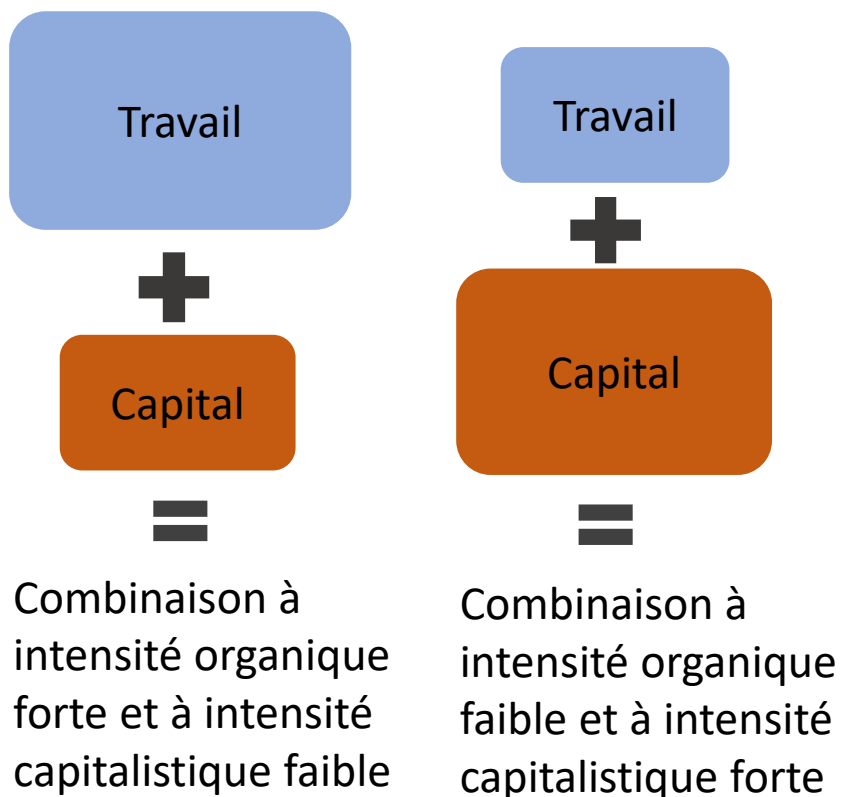 Travail
+
Capital
=
Combinaison à
intensité organique
forte et à intensité
capitalistique faible
Travail
+
Capital
=
Combinaison à
intensité organique
faible et à intensité
capitalistique forte